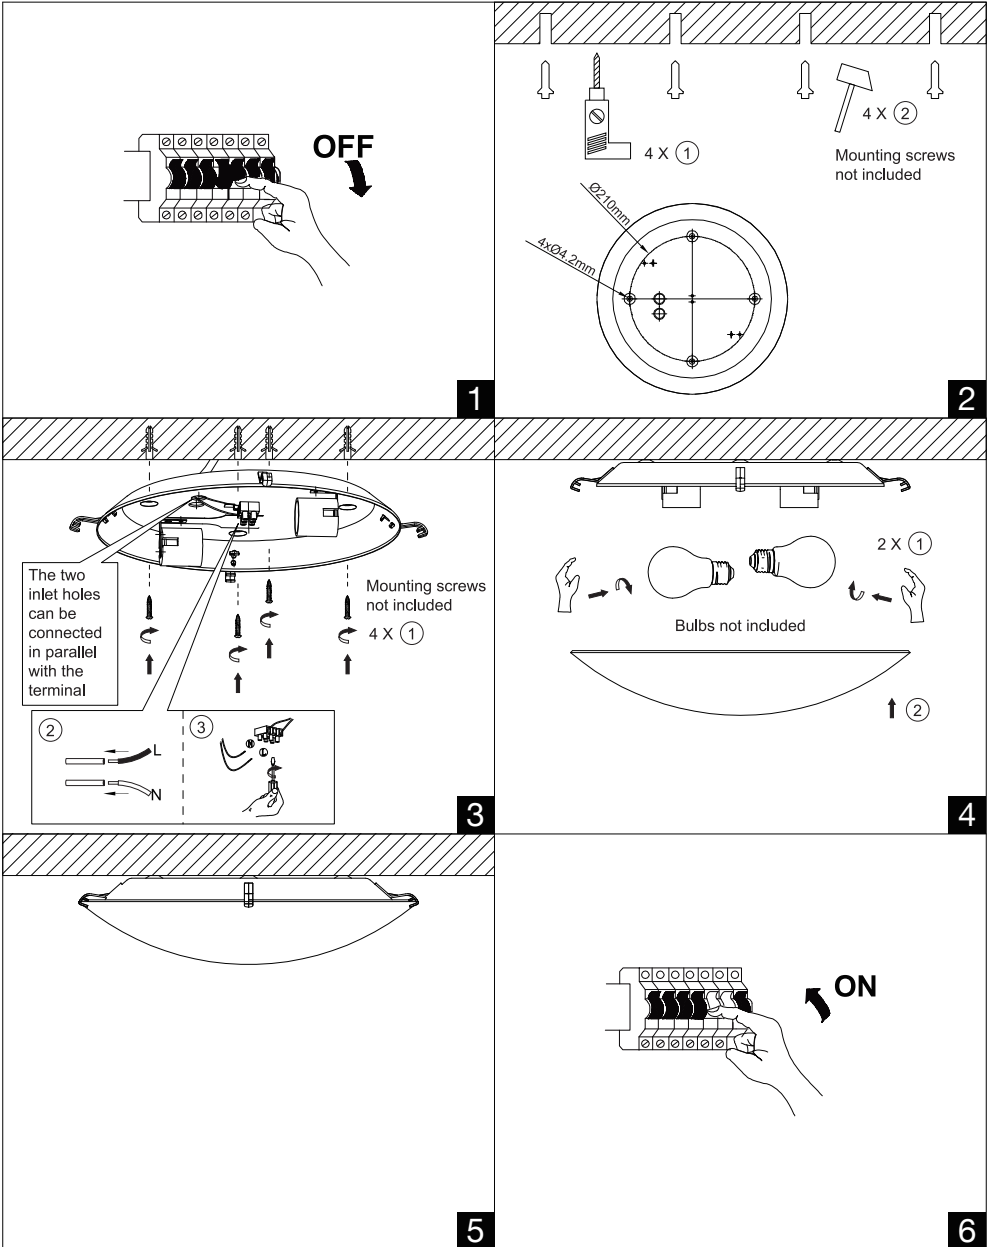 OFF
1
4 X 1
4 X 2
Mounting screws
not included
Ø210mm
4xØ4.2mm
2
The two
inlet holes
can be
connected
in parallel
with the
terminal
Mounting screws
not included
4 X 1
2
L
N
3
N
L
3
2 X 1
Bulbs not included
2
4
5
ON
6